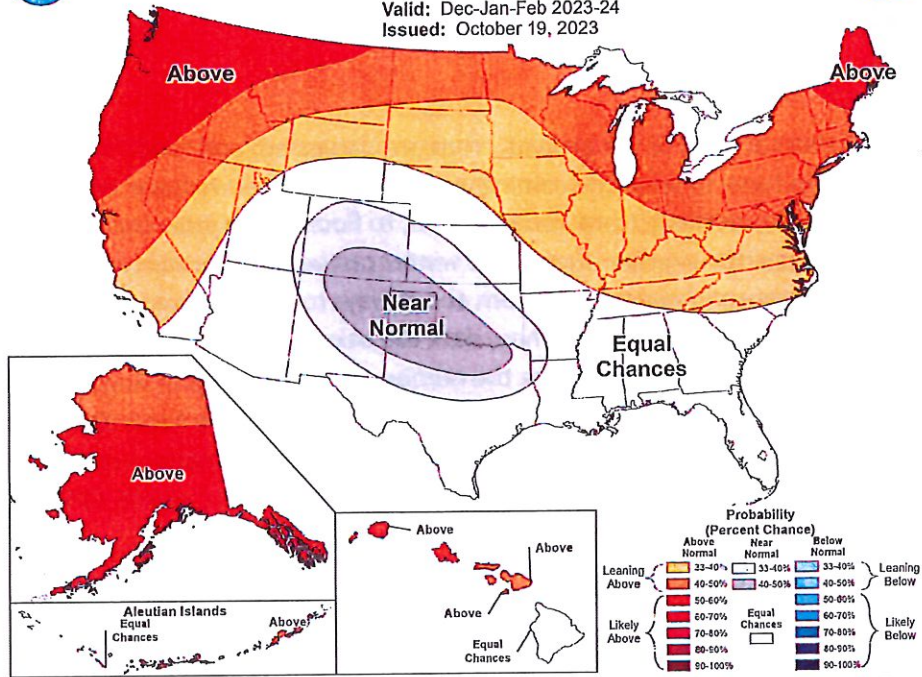 Valid: Dec-Jan-Feb 2023-24
Issued: October 19, 2023
Above
Above
Near
Normal
Equal
Chances
Above
Aleutian Islands
Equal
Chances
Above
Above
Above
Above
Equal
Chances
Probability
(Percent Chance)
Above
Normal
Near
Normal
Below
Normal
Leaning
Above
33-40%
33-40%
33-40%
Leaning
Below
40-50%
40-50%
40-50%
Likely
Above
50-60%
Equal
Chances
50-60%
Likely
Below
60-70%
60-70%
70-80%
70-80%
80-90%
80-90%
90-100%
90-100%